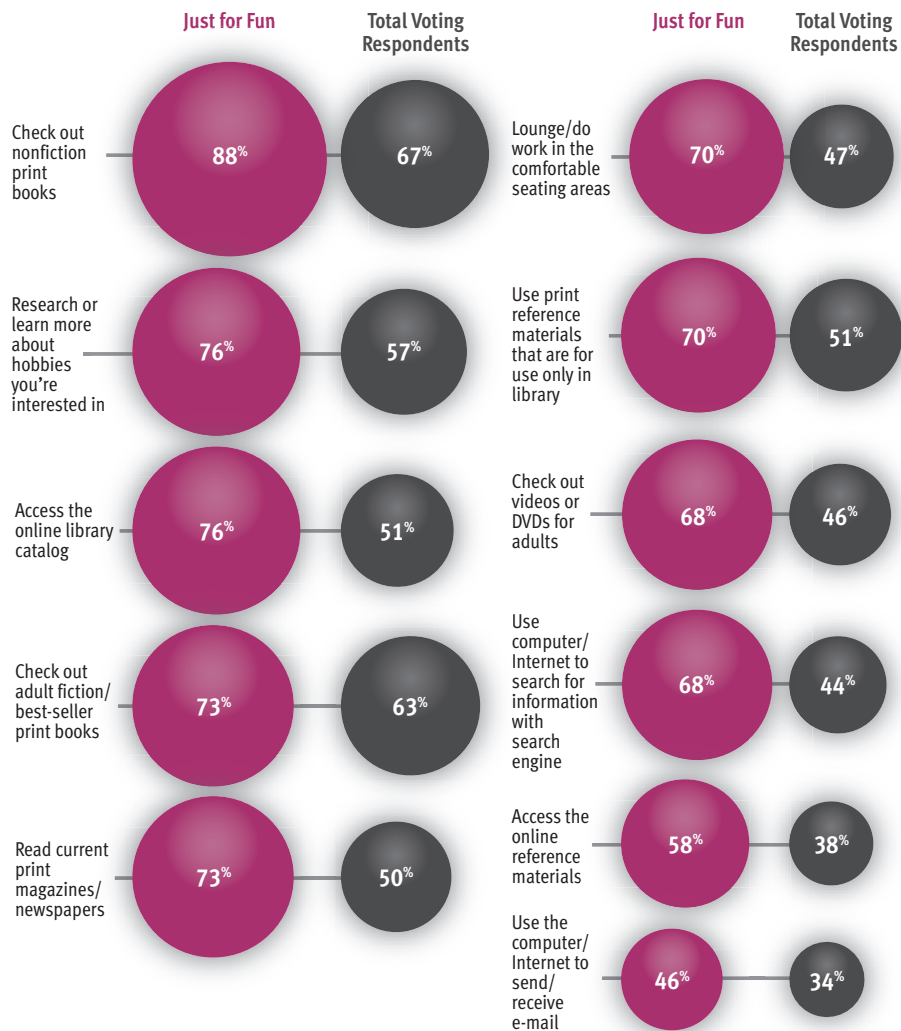 Just for Fun
Total Voting
Respondents
Check out
nonfiction
print
books
88%
67%
Research or
learn more
about
hobbies
you're
interested in
76%
57%
Access the
online library
catalog
76%
51%
Check out
adult fiction/
best-seller
print books
73%
63%
Read current
print
magazines/
newspapers
73%
50%
Just for Fun
Total Voting
Respondents
Lounge/do
work in the
comfortable
seating areas
70%
47%
Use print
reference
materials
that are for
use only in
library
70%
51%
Check out
videos or
DVDs for
adults
68%
46%
Use
computer/
Internet to
search for
information
with
search
engine
68%
44%
Access the
online
reference
materials
58%
38%
Use the
computer/
Internet to
send/
receive
e-mail
46%
34%